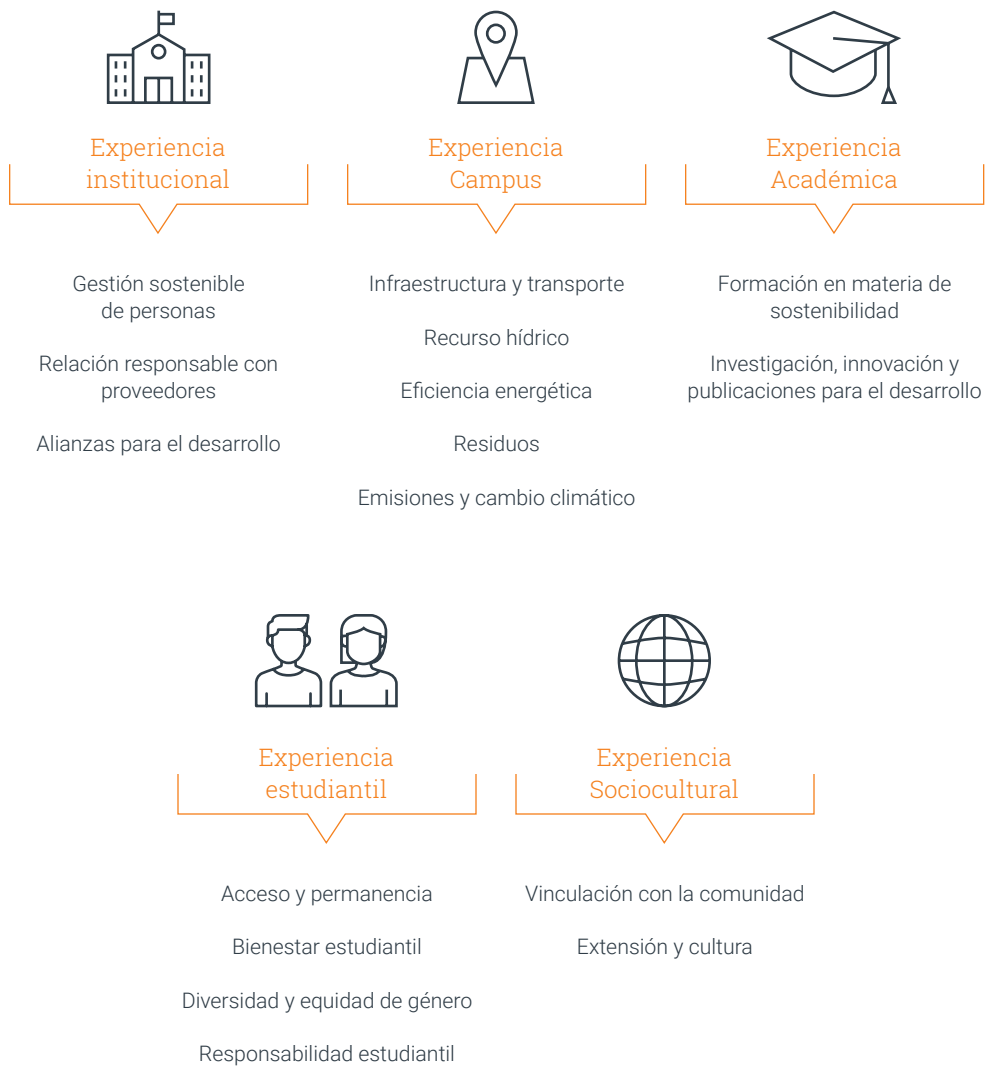 Experiencia
institucional
Gestión sostenible
de personas
Relación responsable con
proveedores
Alianzas para el desarrollo
Experiencia
Campus
Infraestructura y transporte
Recurso hídrico
Eficiencia energética
Residuos
Emisiones y cambio climático
Experiencia
Académica
Formación en materia de
sostenibilidad
Investigación, innovación y
publicaciones para el desarrollo
Experiencia
estudiantil
Acceso y permanencia
Bienestar estudiantil
Diversidad y equidad de género
Responsabilidad estudiantil
Experiencia
Sociocultural
Vinculación con la comunidad
Extensión y cultura